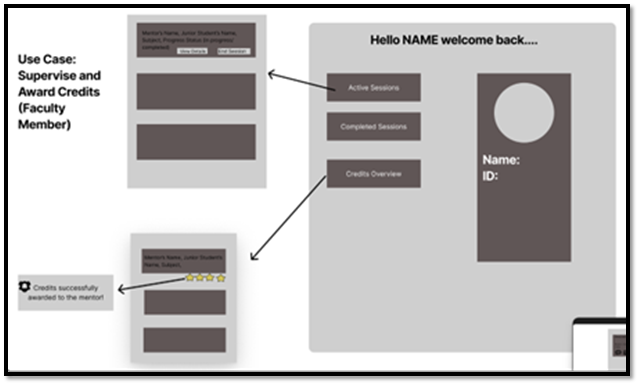 Use Case:
Supervise and
Award Credits
(Faculty
Member)
Mentor's Name, Junior Student's
Name,
Subject, Progress Status (in progress/
completed)
View Details
End Session
Hello NAME welcome back....
Active Sessions
Completed Sessions
Credits Overview
Name:
ID:
Mentor's Name, Junior Student's
Name, Subject,
Credits successfully
awarded to the mentor!